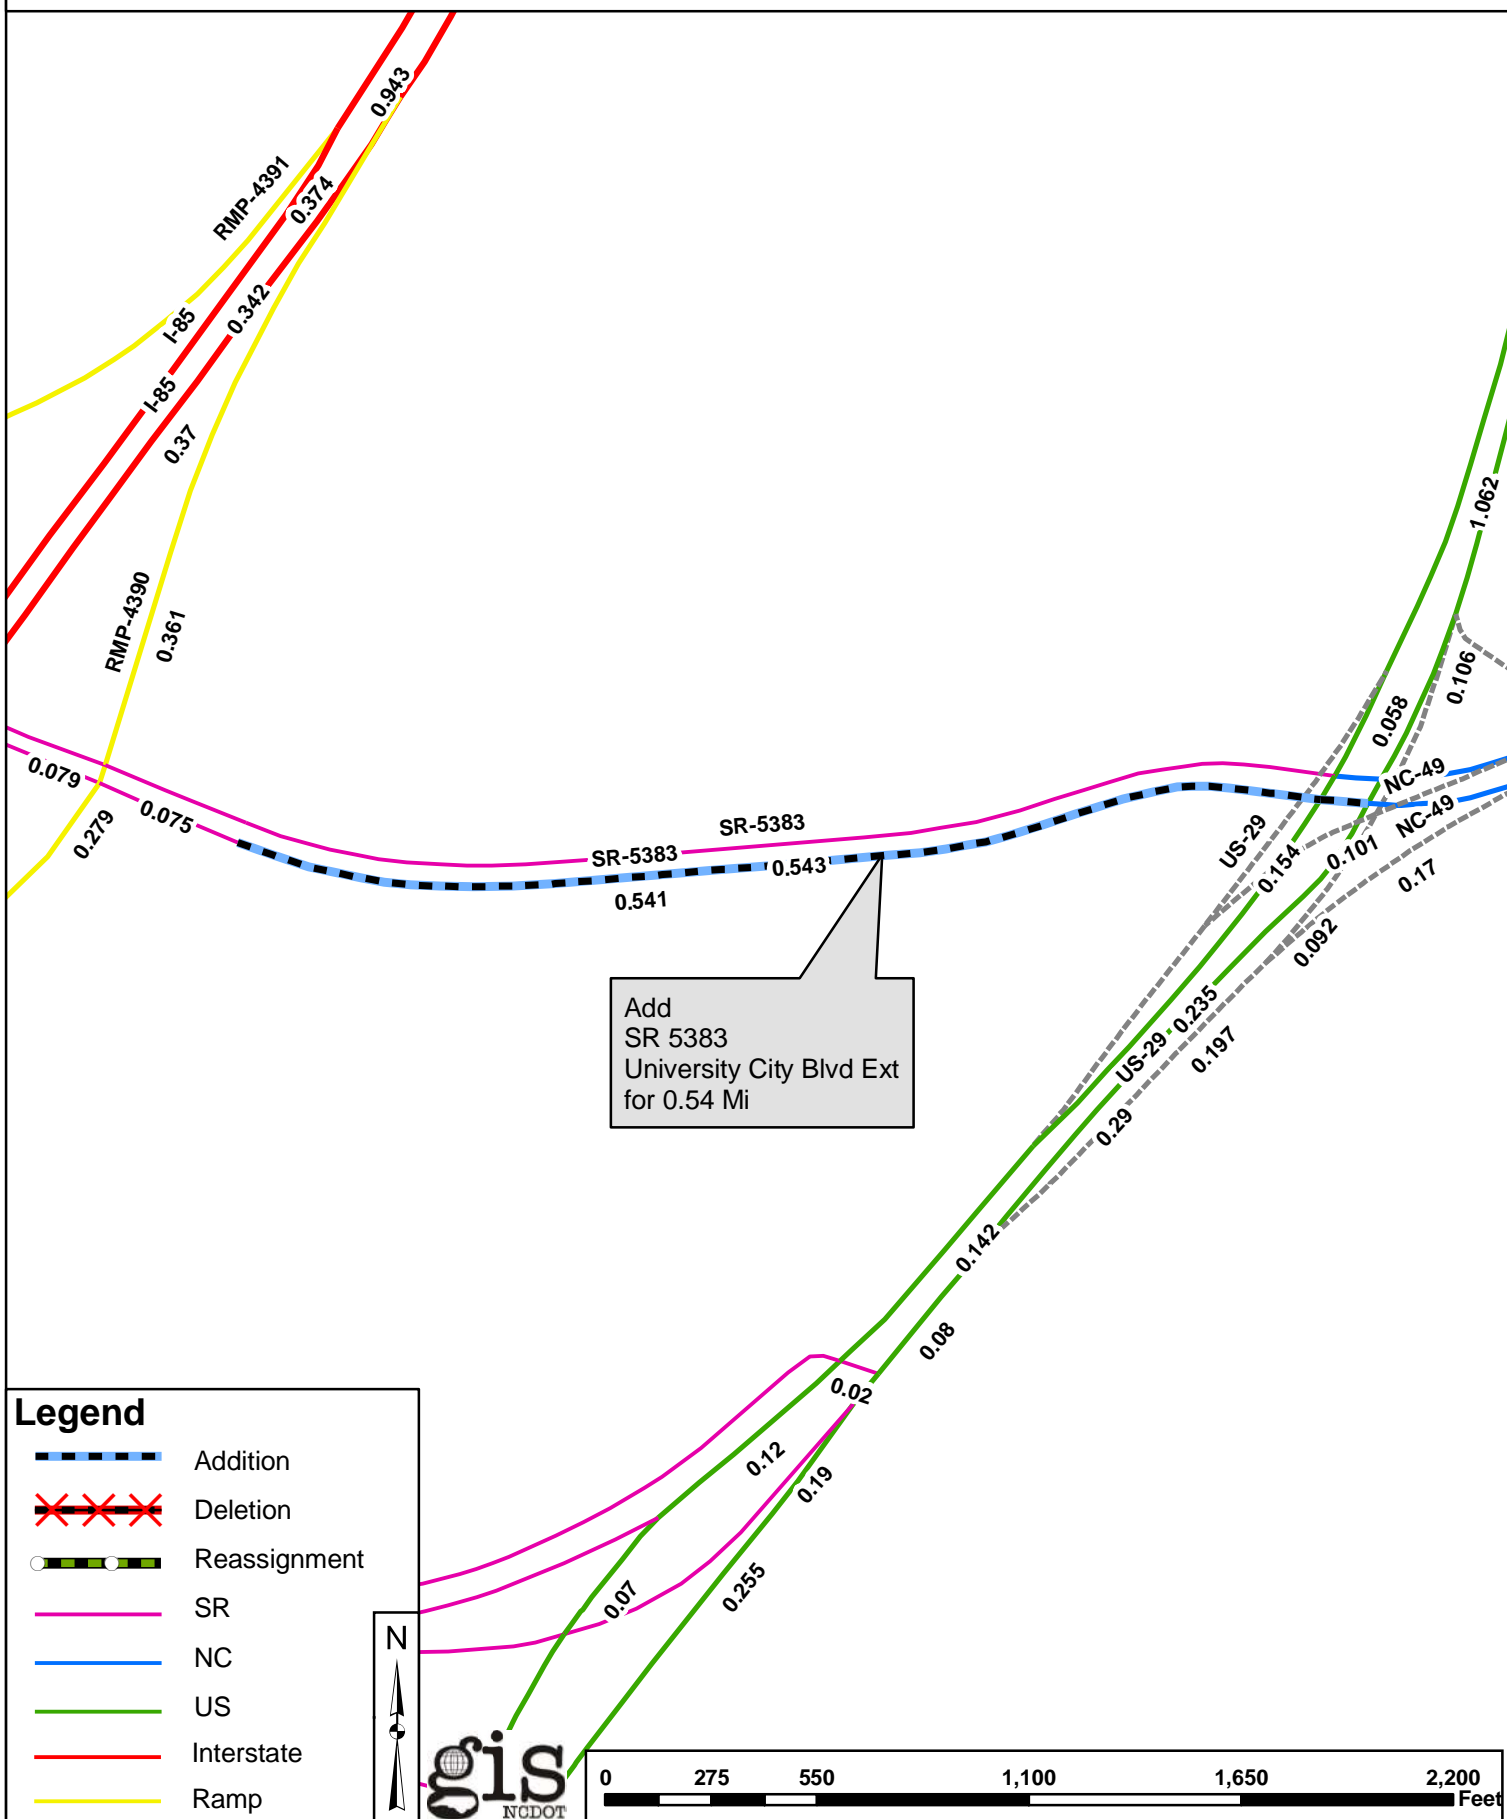 0.943
RMP-4391
0.374
I-85
0.342
I-85
0.37
1.062
RMP-4390
0.361
0.106
0.058
0.079
0.075
0.279
NC-49
NC-49
SR-5383
SR-5383
0.543
0.541
US-29
0.154
0.101
0.17
0.092
Add
SR 5383
University City Blvd Ext
for 0.54 Mi
0.235
US-29
0.197
0.29
0.142
0.08
0.02
0.12
0.19
0.07
0.255
Legend
Addition
Deletion
Reassignment
SR
NC
US
Interstate
Ramp
N
gis
NCDOT
0 275 550 1,100 1,650 2,200
Feet